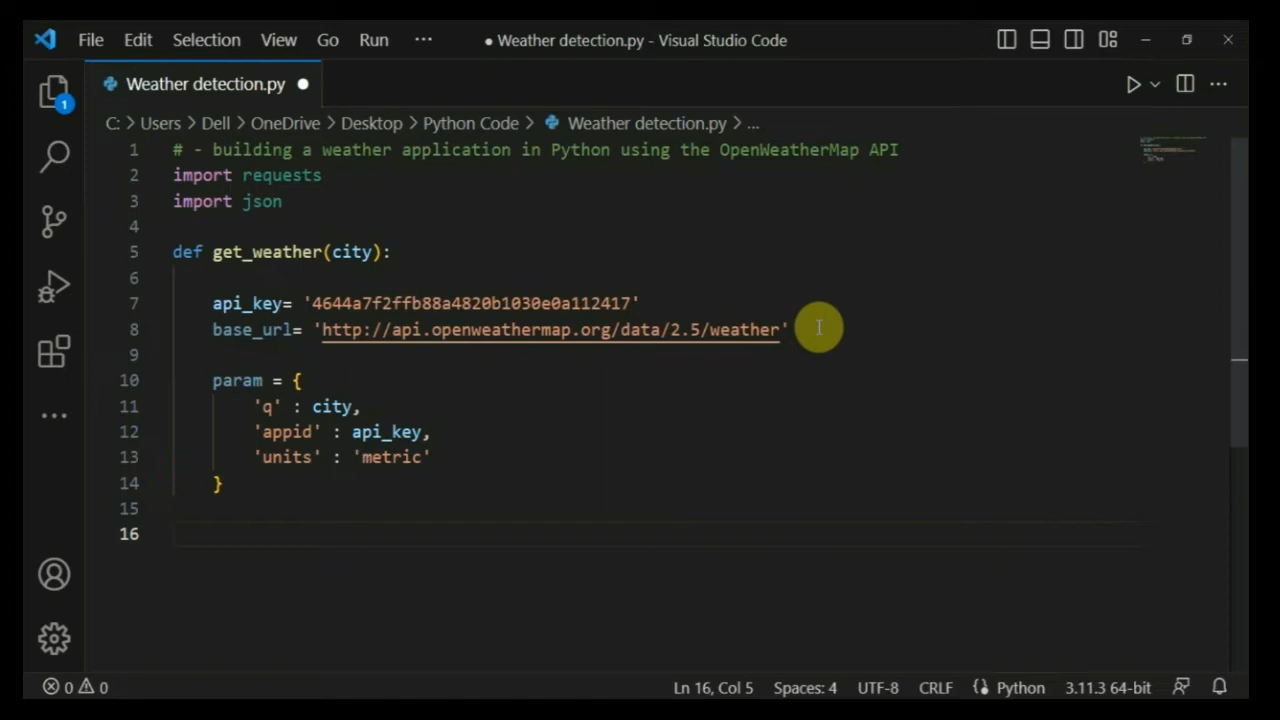 File Edit Selection View Go Run ··· ● Weather detection.py - Visual Studio Code
Weather detection.py ●
1
C: > Users > Dell > OneDrive > Desktop > Python Code > Weather detection.py > ...
1 # - building a weather application in Python using the OpenWeatherMap API
2 import requests
3 import json
4
5 def get_weather(city):
6
7 api_key= '4644a7f2ffb88a4820b1030e0a112417'
8 base_url= 'http://api.openweathermap.org/data/2.5/weather'
9
10 param = {
11 'q' : city,
12 'appid' : api_key,
13 'units' : 'metric'
14 }
15
16
0 0 Ln 16, Col 5 Spaces: 4 UTF-8 CRLF Python 3.11.3 64-bit